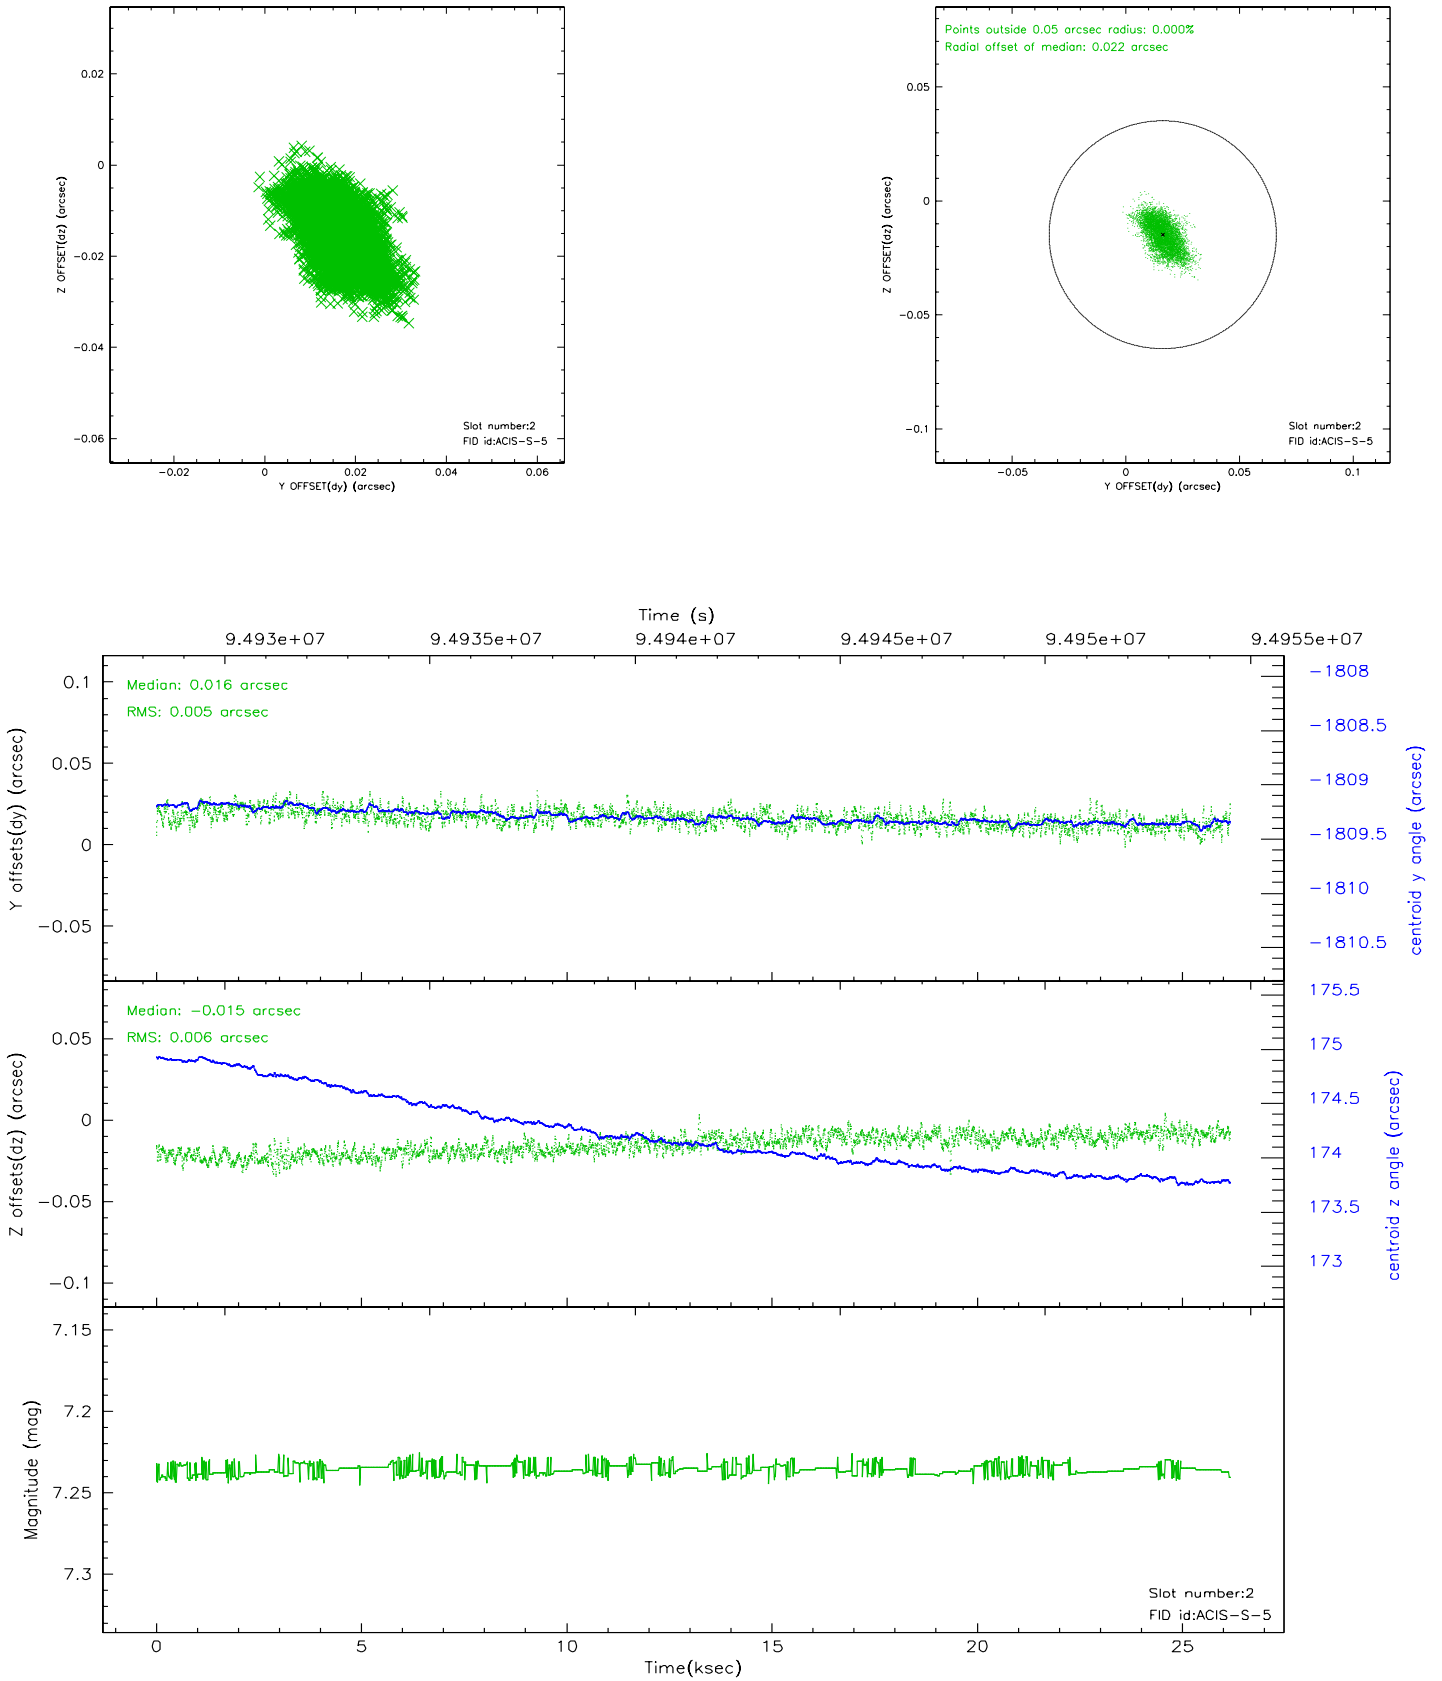 0.02
0
-0.02
-0.04
-0.06
-0.02
0
0.02
0.04
0.06
Z OFFSET(dz) (arcsec)
Y OFFSET(dy) (arcsec)
Slot number:2
FID id:ACIS-S-5
Points outside 0.05 arcsec radius: 0.000%
Radial offset of median: 0.022 arcsec
0.05
0
-0.05
-0.1
-0.05
0
0.05
0.1
Z OFFSET(dz) (arcsec)
Y OFFSET(dy) (arcsec)
Slot number:2
FID id:ACIS-S-5
Time (s)
9.493e+07
9.4935e+07
9.494e+07
9.4945e+07
9.495e+07
9.4955e+07
Median: 0.016 arcsec
RMS: 0.005 arcsec
0.1
0.05
0
-0.05
Y offsets(dy) (arcsec)
-1808
-1808.5
-1809
-1809.5
-1810
-1810.5
centroid y angle (arcsec)
Median: -0.015 arcsec
RMS: 0.006 arcsec
0.05
0
-0.05
-0.1
Z offsets(dz) (arcsec)
175.5
175
174.5
174
173.5
173
centroid z angle (arcsec)
7.15
7.2
7.25
7.3
Magnitude (mag)
Slot number:2
FID id:ACIS-S-5
0
5
10
15
20
25
Time(ksec)